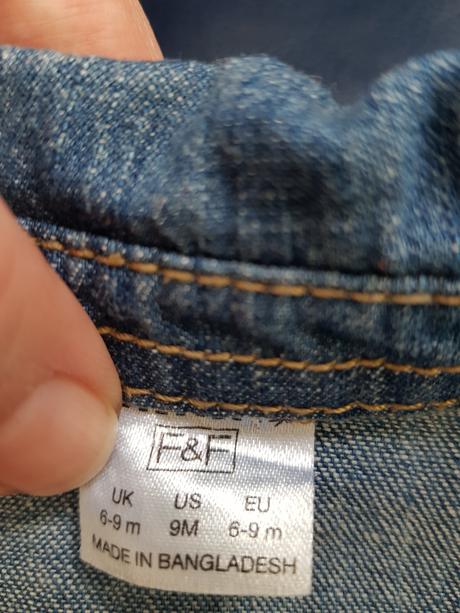 F&F
UK US EU
6-9 m 9M 6-9 m
MADE IN BANGLADESH